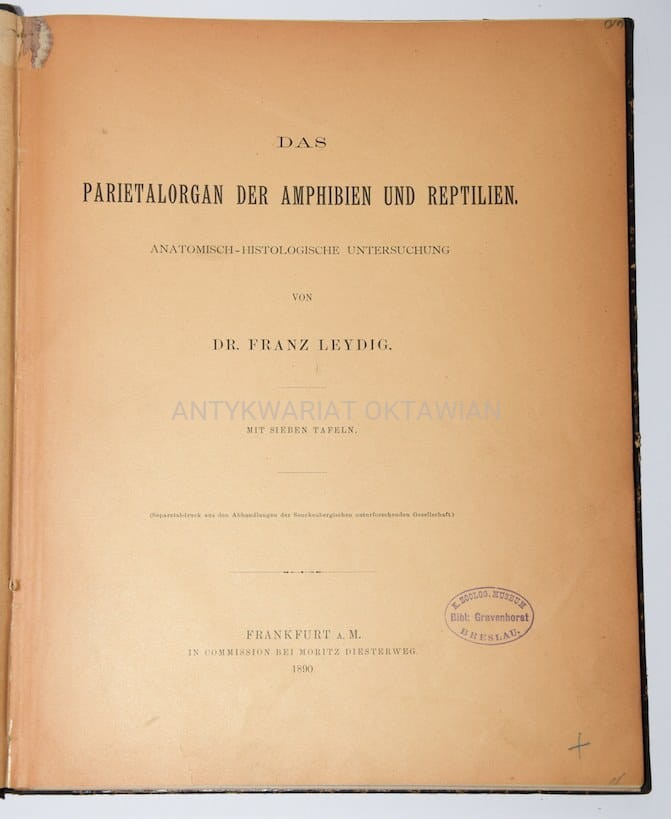 DAS
PARIETALORGAN DER AMPHIBIEN UND REPTILIEN.
ANATOMISCH-HISTOLOGISCHE UNTERSUCHUNG
VON
DR. FRANZ LEYDIG.
ANTYKWARIAT OKTAWIAN
MIT SIEBEN TAFELN.
(Separatabdruck aus den Abhandlungen der Senckenbergischen naturforschenden Gesellschaft.)
K. ZOOLOG. MUSEUM
Bibl: Gravenhorst
BRESLAU.
FRANKFURT A. M.
IN COMMISSION BEI MORITZ DIESTERWEG.
1890.